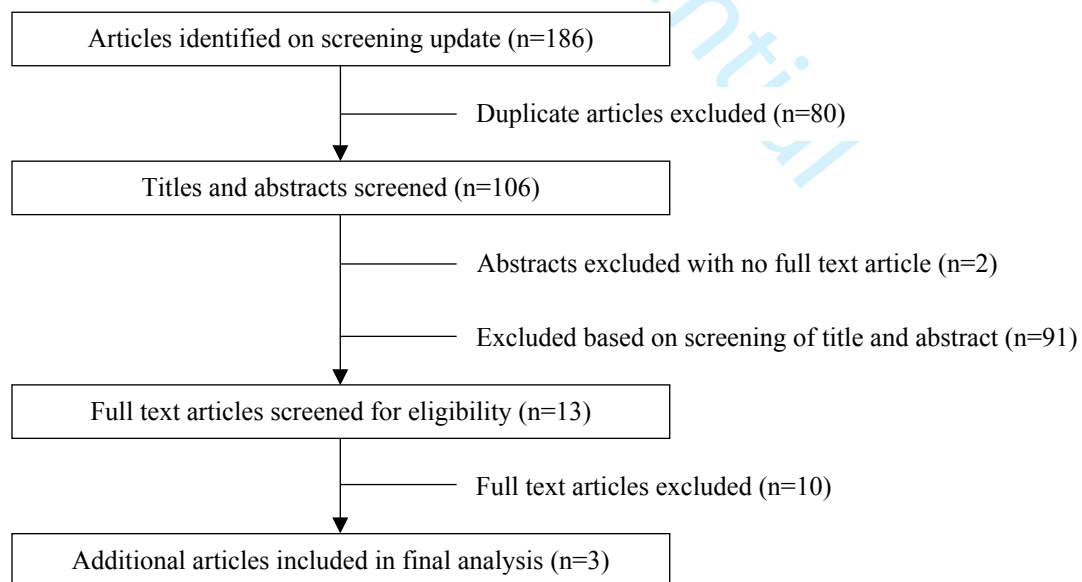 Articles identified on screening update (n=186)
Duplicate articles excluded (n=80)
Titles and abstracts screened (n=106)
Abstracts excluded with no full text article (n=2)
Excluded based on screening of title and abstract (n=91)
Full text articles screened for eligibility (n=13)
Full text articles excluded (n=10)
Additional articles included in final analysis (n=3)